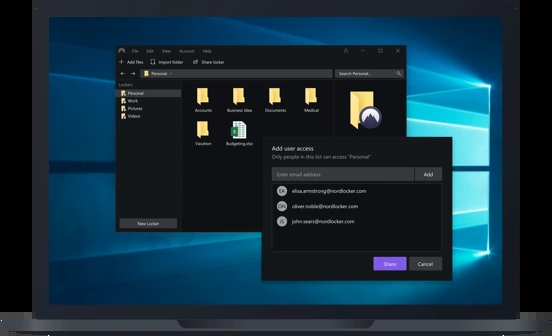 File Edit View Account Help
Add files Import folder Share locker
Personal
Search Personal..
Lockers
Personal
Work
Pictures
Videos
Accounts Business Idea Documents Medical
Vacation Budgeting.xlsx
New Locker
Add user access
Only people in this list can access "Personal"
Enter email address Add
EA elisa.armstrong@nordlocker.com
ON oliver.noble@nordlocker.com
JS john.sears@nordlocker.com
Share Cancel